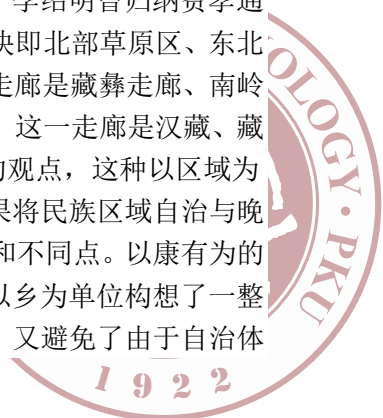 李绍明曾归纳费孝通
块即北部草原区、东北
走廊是藏彝走廊、南岭
这一走廊是汉藏、藏
的观点，这种以区域为
果将民族区域自治与晚
和不同点。以康有为的
以乡为单位构想了一整
又避免了由于自治体
OLOGY · PKU
1922